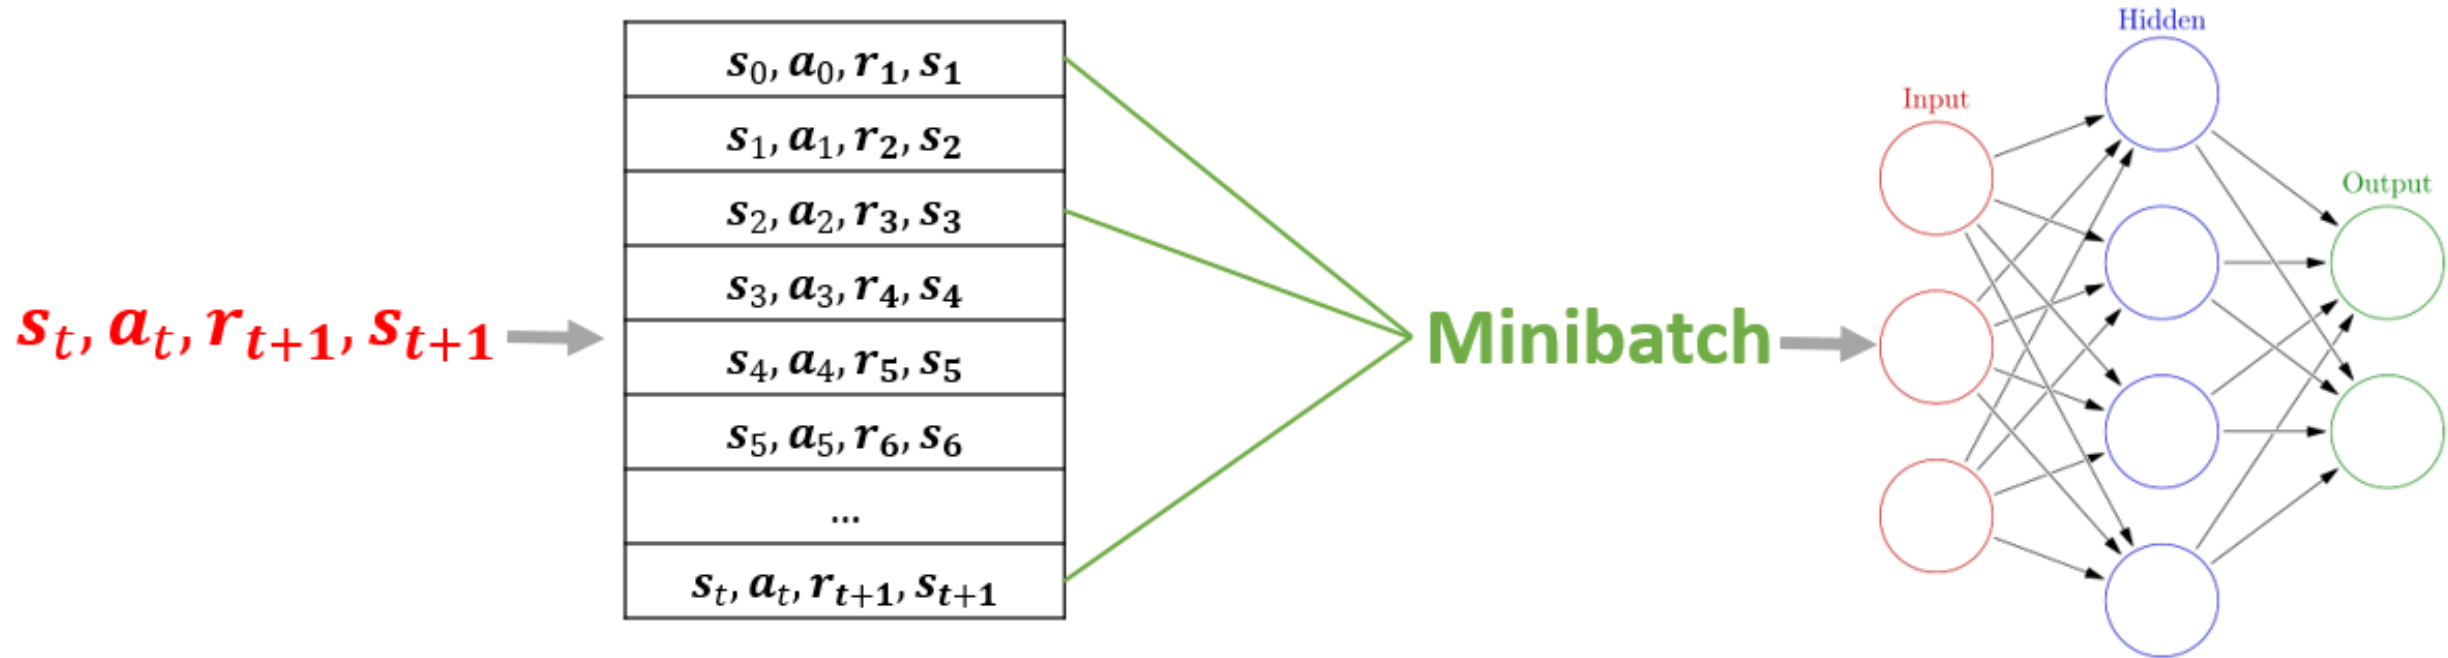 s_t, a_t, r_{t+1}, s_{t+1}
s_0, a_0, r_1, s_1
s_1, a_1, r_2, s_2
s_2, a_2, r_3, s_3
s_3, a_3, r_4, s_4
s_4, a_4, r_5, s_5
s_5, a_5, r_6, s_6
...
s_t, a_t, r_{t+1}, s_{t+1}
Minibatch
Input
Hidden
Output